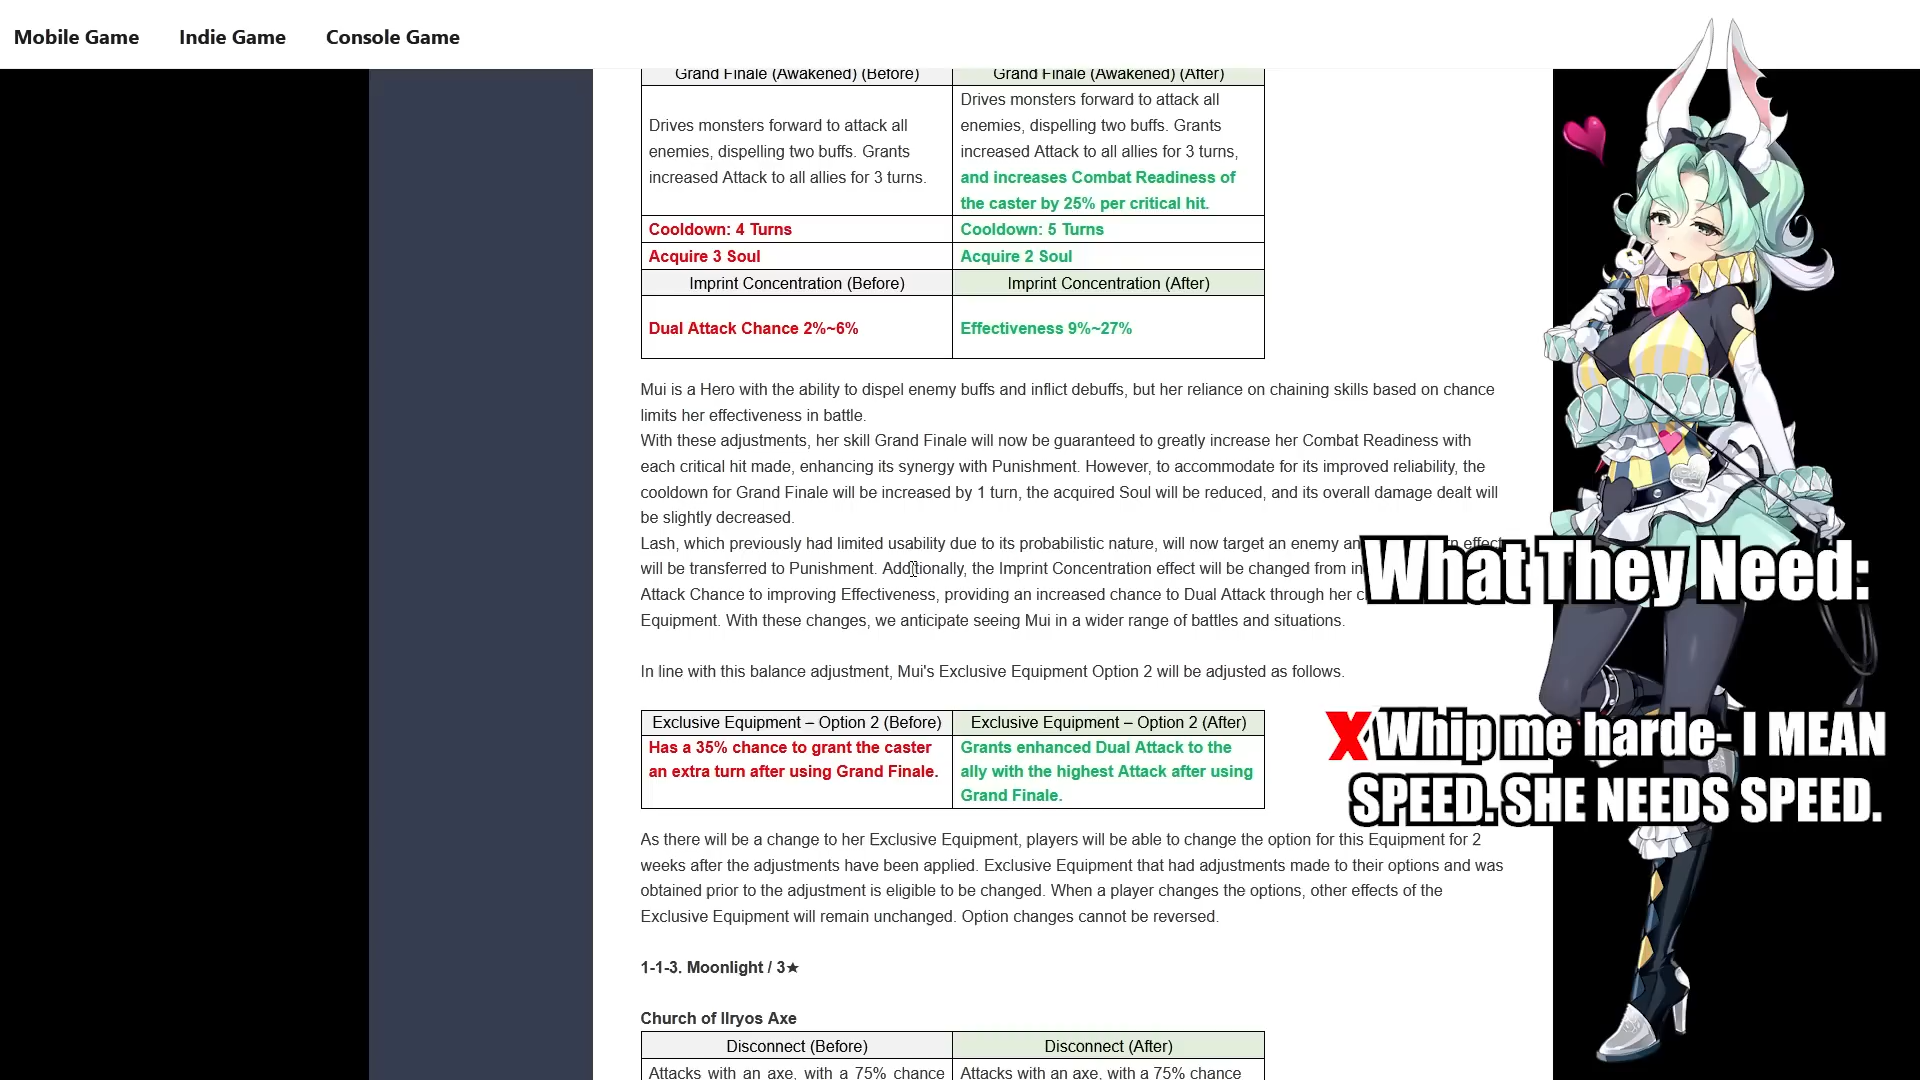 Mobile Game Indie Game Console Game
Grand Finale (Awakened) (Before) Grand Finale (Awakened) (After)
Drives monsters forward to attack all
enemies, dispelling two buffs. Grants
increased Attack to all allies for 3 turns.
Drives monsters forward to attack all
enemies, dispelling two buffs. Grants
increased Attack to all allies for 3 turns,
and increases Combat Readiness of
the caster by 25% per critical hit.
Cooldown: 4 Turns Cooldown: 5 Turns
Acquire 3 Soul Acquire 2 Soul
Imprint Concentration (Before) Imprint Concentration (After)
Dual Attack Chance 2%~6% Effectiveness 9%~27%
Mui is a Hero with the ability to dispel enemy buffs and inflict debuffs, but her reliance on chaining skills based on chance
limits her effectiveness in battle.
With these adjustments, her skill Grand Finale will now be guaranteed to greatly increase her Combat Readiness with
each critical hit made, enhancing its synergy with Punishment. However, to accommodate for its improved reliability, the
cooldown for Grand Finale will be increased by 1 turn, the acquired Soul will be reduced, and its overall damage dealt will
be slightly decreased.
Lash, which previously had limited usability due to its probabilistic nature, will now target an enemy effect
will be transferred to Punishment. Additionally, the Imprint Concentration effect will be changed from
Attack Chance to improving Effectiveness, providing an increased chance to Dual Attack through her
Equipment. With these changes, we anticipate seeing Mui in a wider range of battles and situations.
What They Need:
In line with this balance adjustment, Mui's Exclusive Equipment Option 2 will be adjusted as follows.
Exclusive Equipment – Option 2 (Before) Exclusive Equipment – Option 2 (After)
Has a 35% chance to grant the caster
an extra turn after using Grand Finale.
Grants enhanced Dual Attack to the
ally with the highest Attack after using
Grand Finale.
X Whip me harde- I MEAN
SPEED. SHE NEEDS SPEED.
As there will be a change to her Exclusive Equipment, players will be able to change the option for this Equipment for 2
weeks after the adjustments have been applied. Exclusive Equipment that had adjustments made to their options and was
obtained prior to the adjustment is eligible to be changed. When a player changes the options, other effects of the
Exclusive Equipment will remain unchanged. Option changes cannot be reversed.
1-1-3. Moonlight / 3★
Church of Ilryos Axe
Disconnect (Before) Disconnect (After)
Attacks with an axe, with a 75% chance Attacks with an axe, with a 75% chance